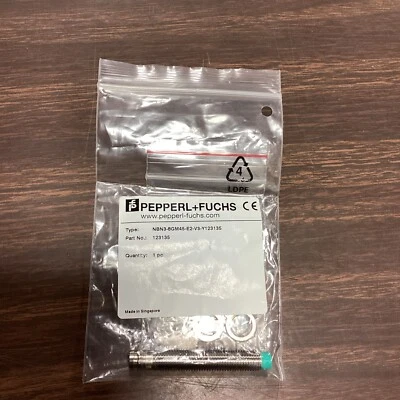 4
LDPE
PEPPERL+FUCHS CE
www.pepperl-fuchs.com
Type: NBN3-8GM45-E2-V3-Y123135
Part No.: 123135
Quantity: 1 pc
Made in Singapore